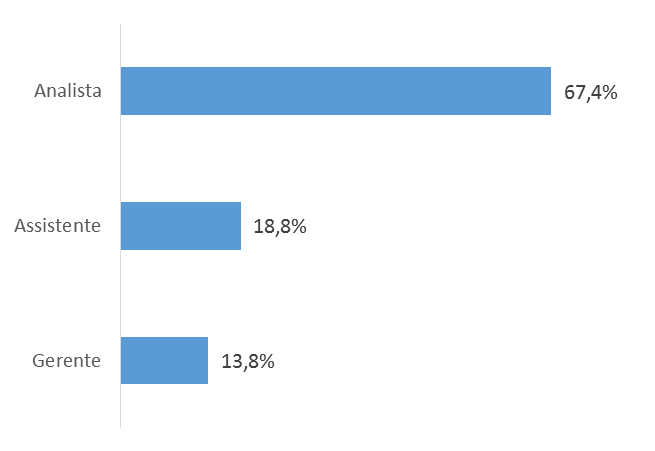 Analista 67,4%
Assistente 18,8%
Gerente 13,8%